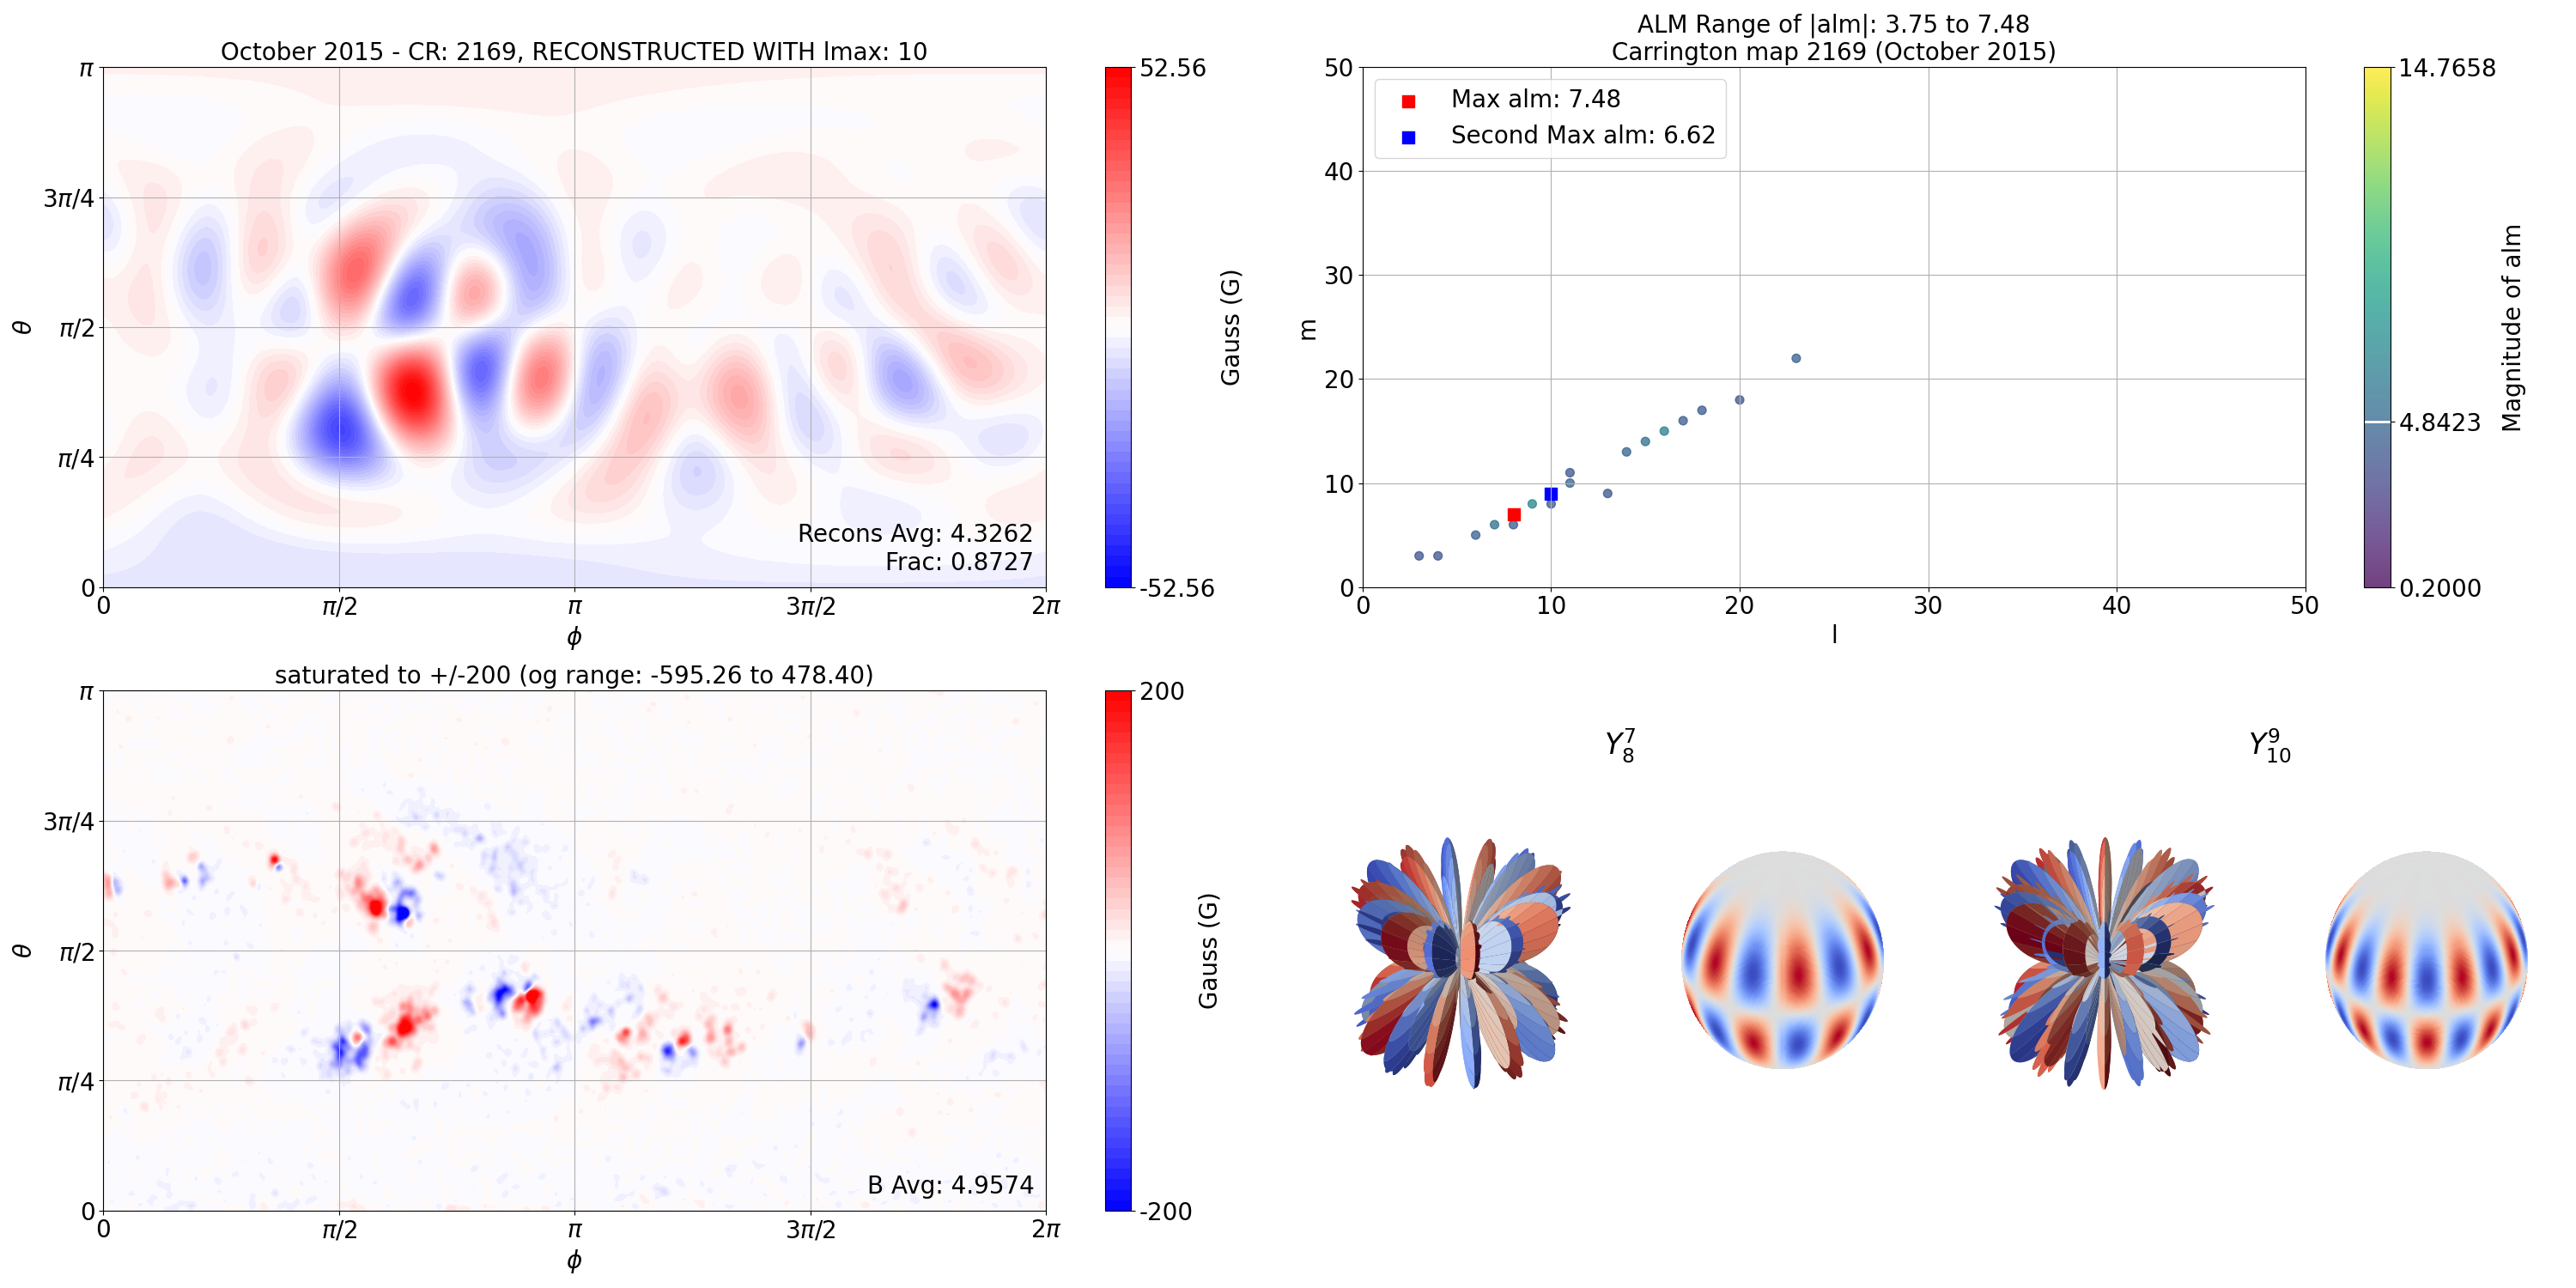 October 2015 - CR: 2169, RECONSTRUCTED WITH lmax: 10
π
3π/4
π/2
π/4
0
θ
0
π/2
π
3π/2
2π
ϕ
Recons Avg: 4.3262
Frac: 0.8727
52.56
-52.56
Gauss (G)
ALM Range of |alm|: 3.75 to 7.48
Carrington map 2169 (October 2015)
50
40
30
20
10
0
m
Max alm: 7.48
Second Max alm: 6.62
0
10
20
30
40
50
l
14.7658
4.8423
0.2000
Magnitude of alm
saturated to +/-200 (og range: -595.26 to 478.40)
π
3π/4
π/2
π/4
0
θ
B Avg: 4.9574
0
π/2
π
3π/2
2π
ϕ
200
-200
Gauss (G)
Y_8^7
Y_10^9